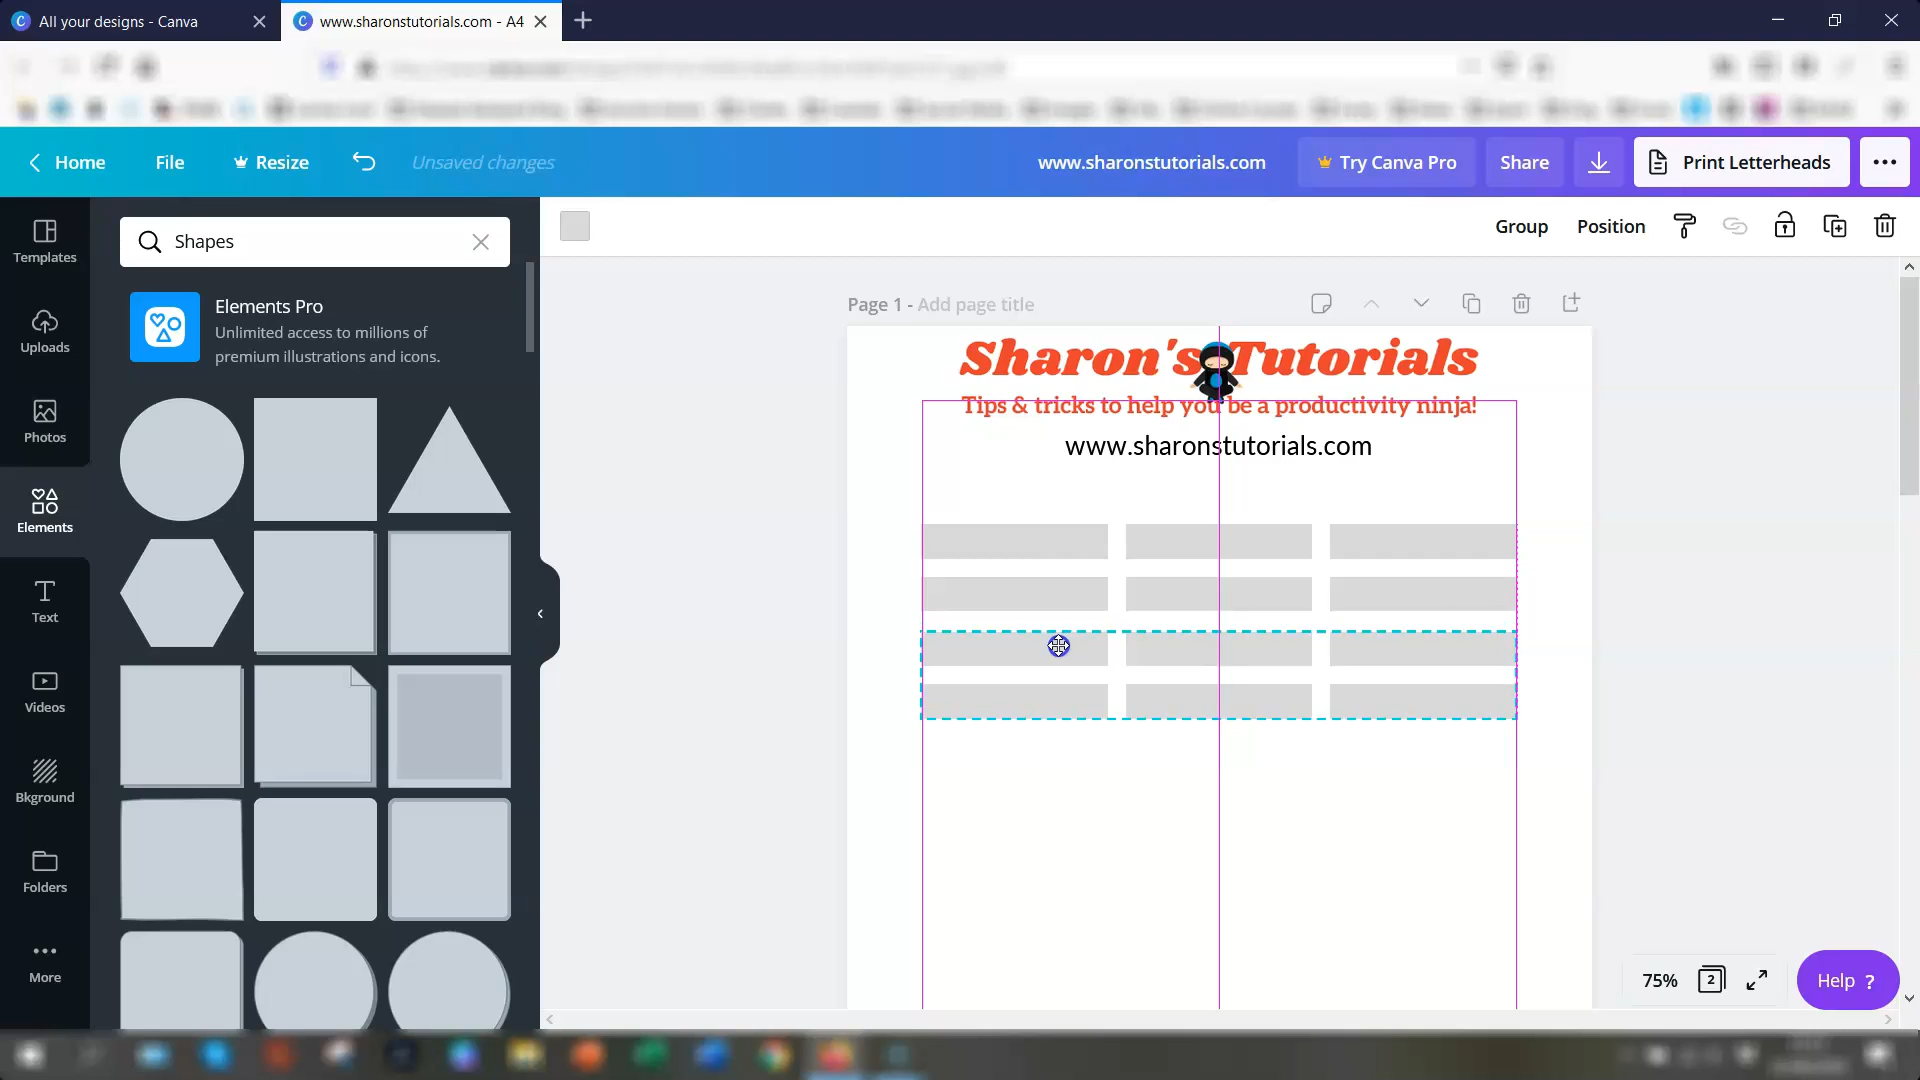 All your designs - Canva
www.sharonstutorials.com - A4
Home
File
Resize
Unsaved changes
www.sharonstutorials.com
Try Canva Pro
Share
Print Letterheads
Templates
Uploads
Photos
Elements
Text
Videos
Bkground
Folders
More
Shapes
Elements Pro
Unlimited access to millions of
premium illustrations and icons.
Group
Position
Page 1 - Add page title
Sharon's Tutorials
Tips & tricks to help you be a productivity ninja!
www.sharonstutorials.com
75%
2
Help ?